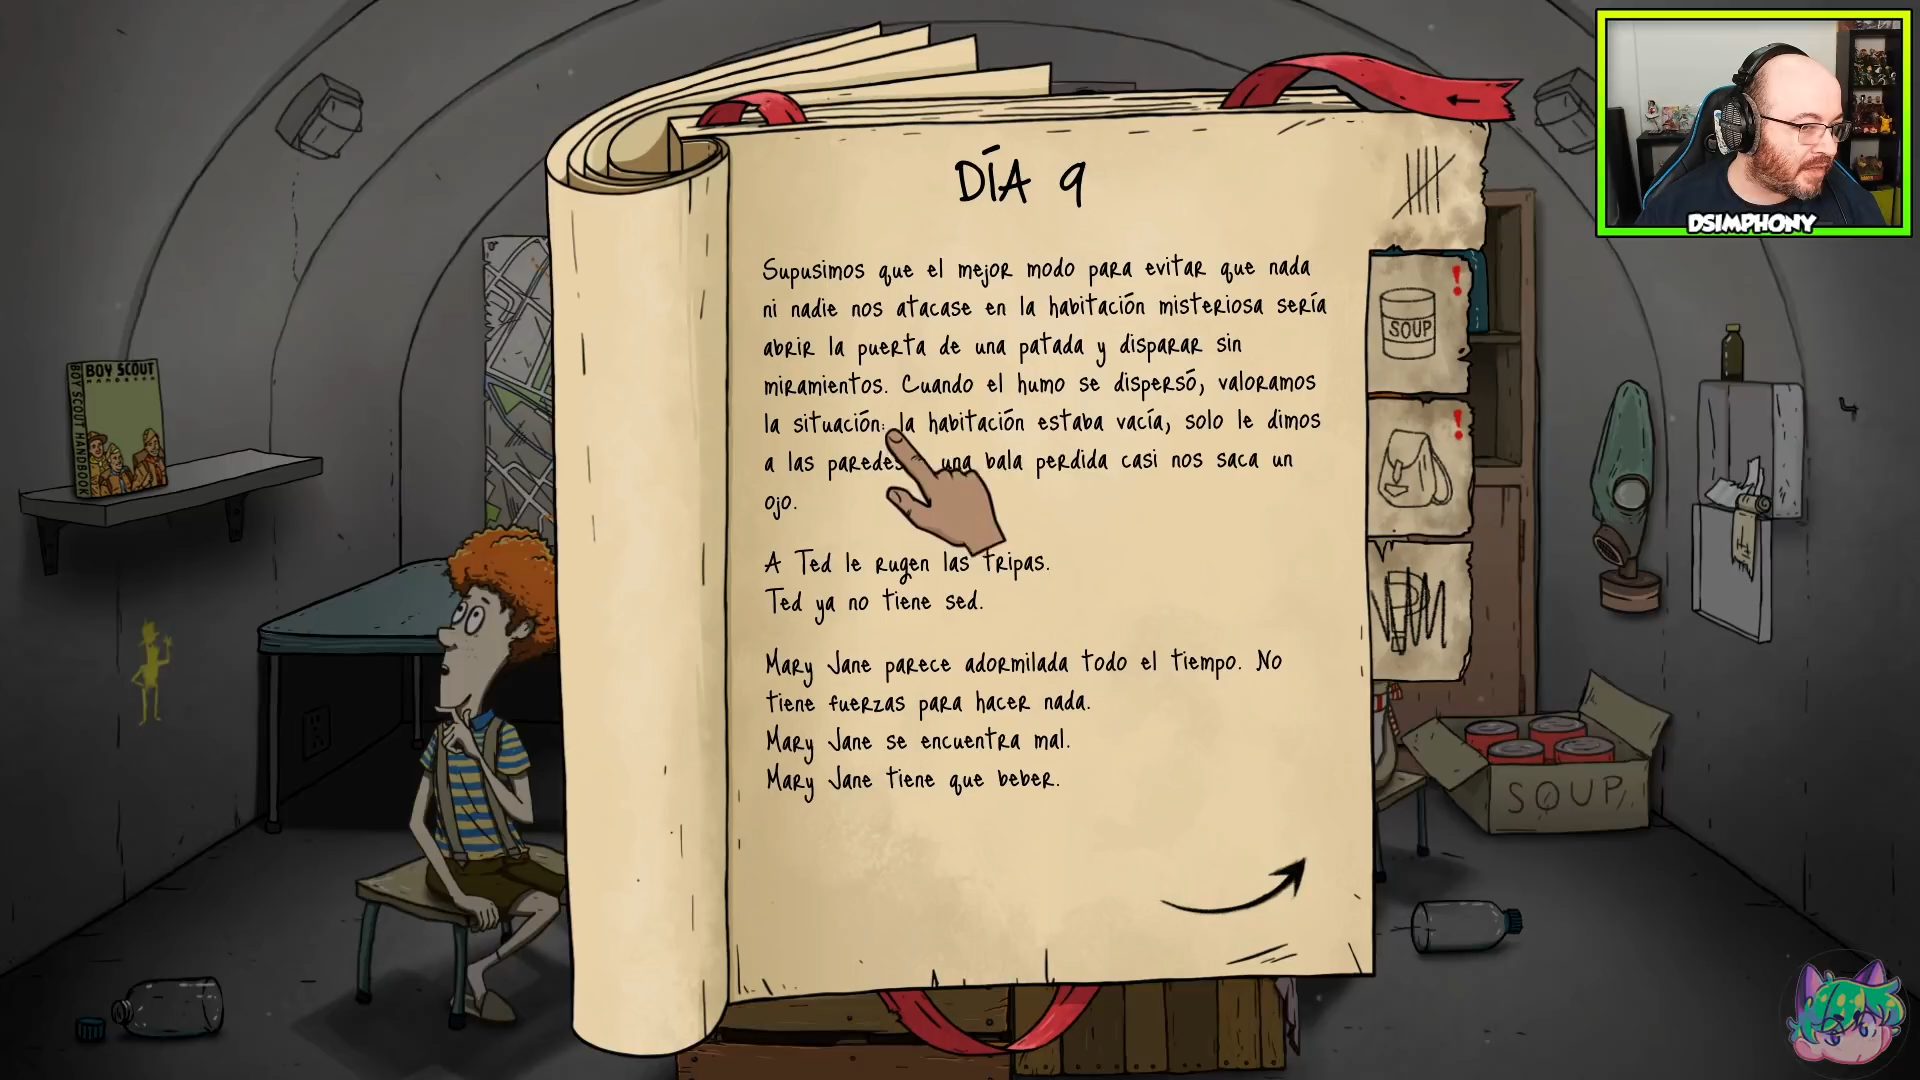 DSIMPHONY
DÍA 9
Supusimos que el mejor modo para evitar que nada
ni nadie nos atacase en la habitación misteriosa sería
abrir la puerta de una patada y disparar sin
miramientos. Cuando el humo se dispersó, valoramos
la situación: la habitación estaba vacía, solo le dimos
a las paredes una bala perdida casi nos saca un
ojo.
A Ted le rugen las tripas.
Ted ya no tiene sed.
Mary Jane parece adormilada todo el tiempo. No
tiene fuerzas para hacer nada.
Mary Jane se encuentra mal.
Mary Jane tiene que beber.
!
SOUP
!
BOY SCOUT
HANDBOOK
BOY SCOUT HANDBOOK
SOUP